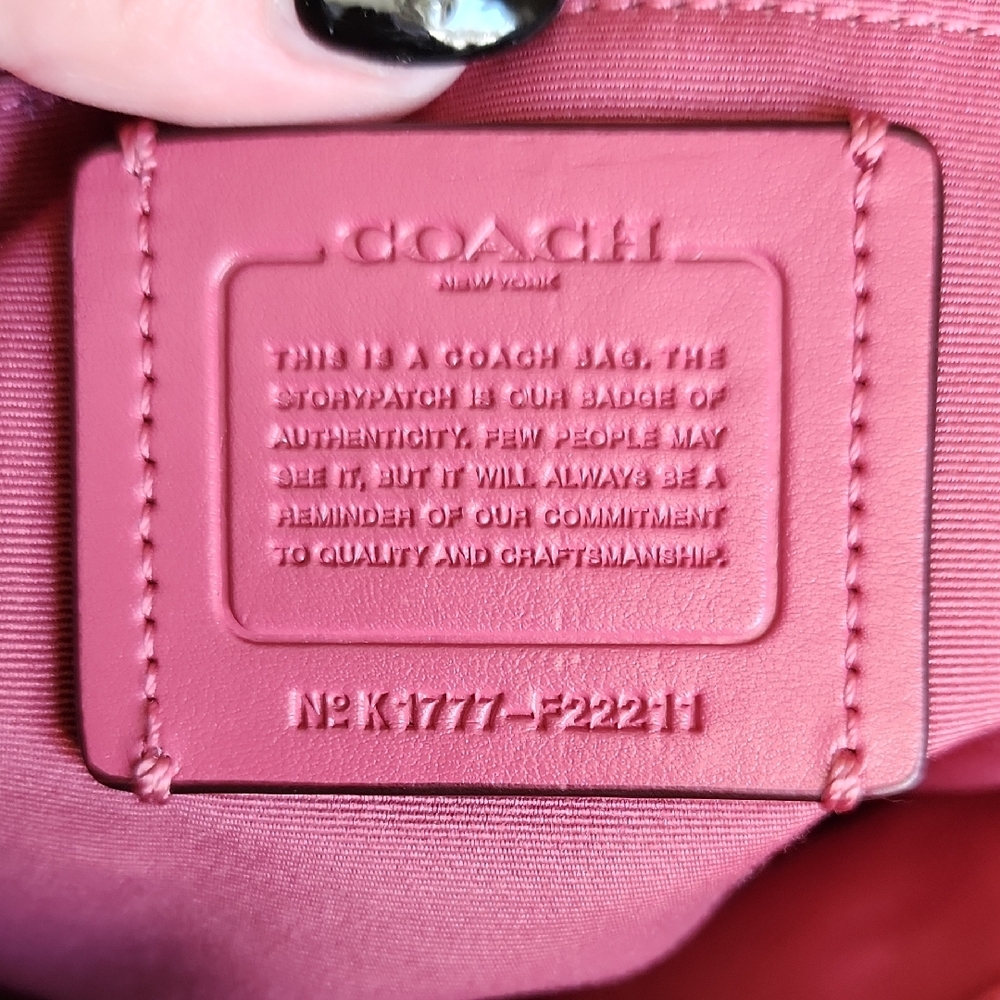 COACH
NEW YORK
THIS IS A COACH BAG. THE
STORYPATCH IS OUR BADGE OF
AUTHENTICITY. FEW PEOPLE MAY
SEE IT, BUT IT WILL ALWAYS BE A
REMINDER OF OUR COMMITMENT
TO QUALITY AND CRAFTSMANSHIP.
Nº K1777-F22211